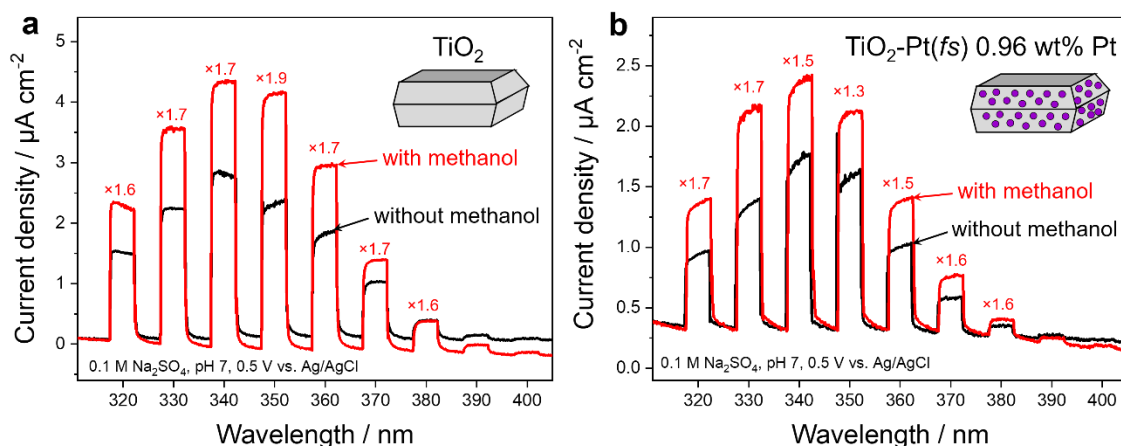 a
TiO₂
Current density / µA cm⁻²
5
4
3
2
1
0
×1.6
×1.7
×1.7
×1.9
×1.7
×1.7
×1.6
with methanol
without methanol
0.1 M Na₂SO₄, pH 7, 0.5 V vs. Ag/AgCl
320 330 340 350 360 370 380 390 400
Wavelength / nm
b
TiO₂-Pt(fs) 0.96 wt% Pt
Current density / µA cm⁻²
2.5
2.0
1.5
1.0
0.5
0.0
×1.7
×1.7
×1.5
×1.3
×1.5
×1.6
×1.6
with methanol
without methanol
0.1 M Na₂SO₄, pH 7, 0.5 V vs. Ag/AgCl
320 330 340 350 360 370 380 390 400
Wavelength / nm